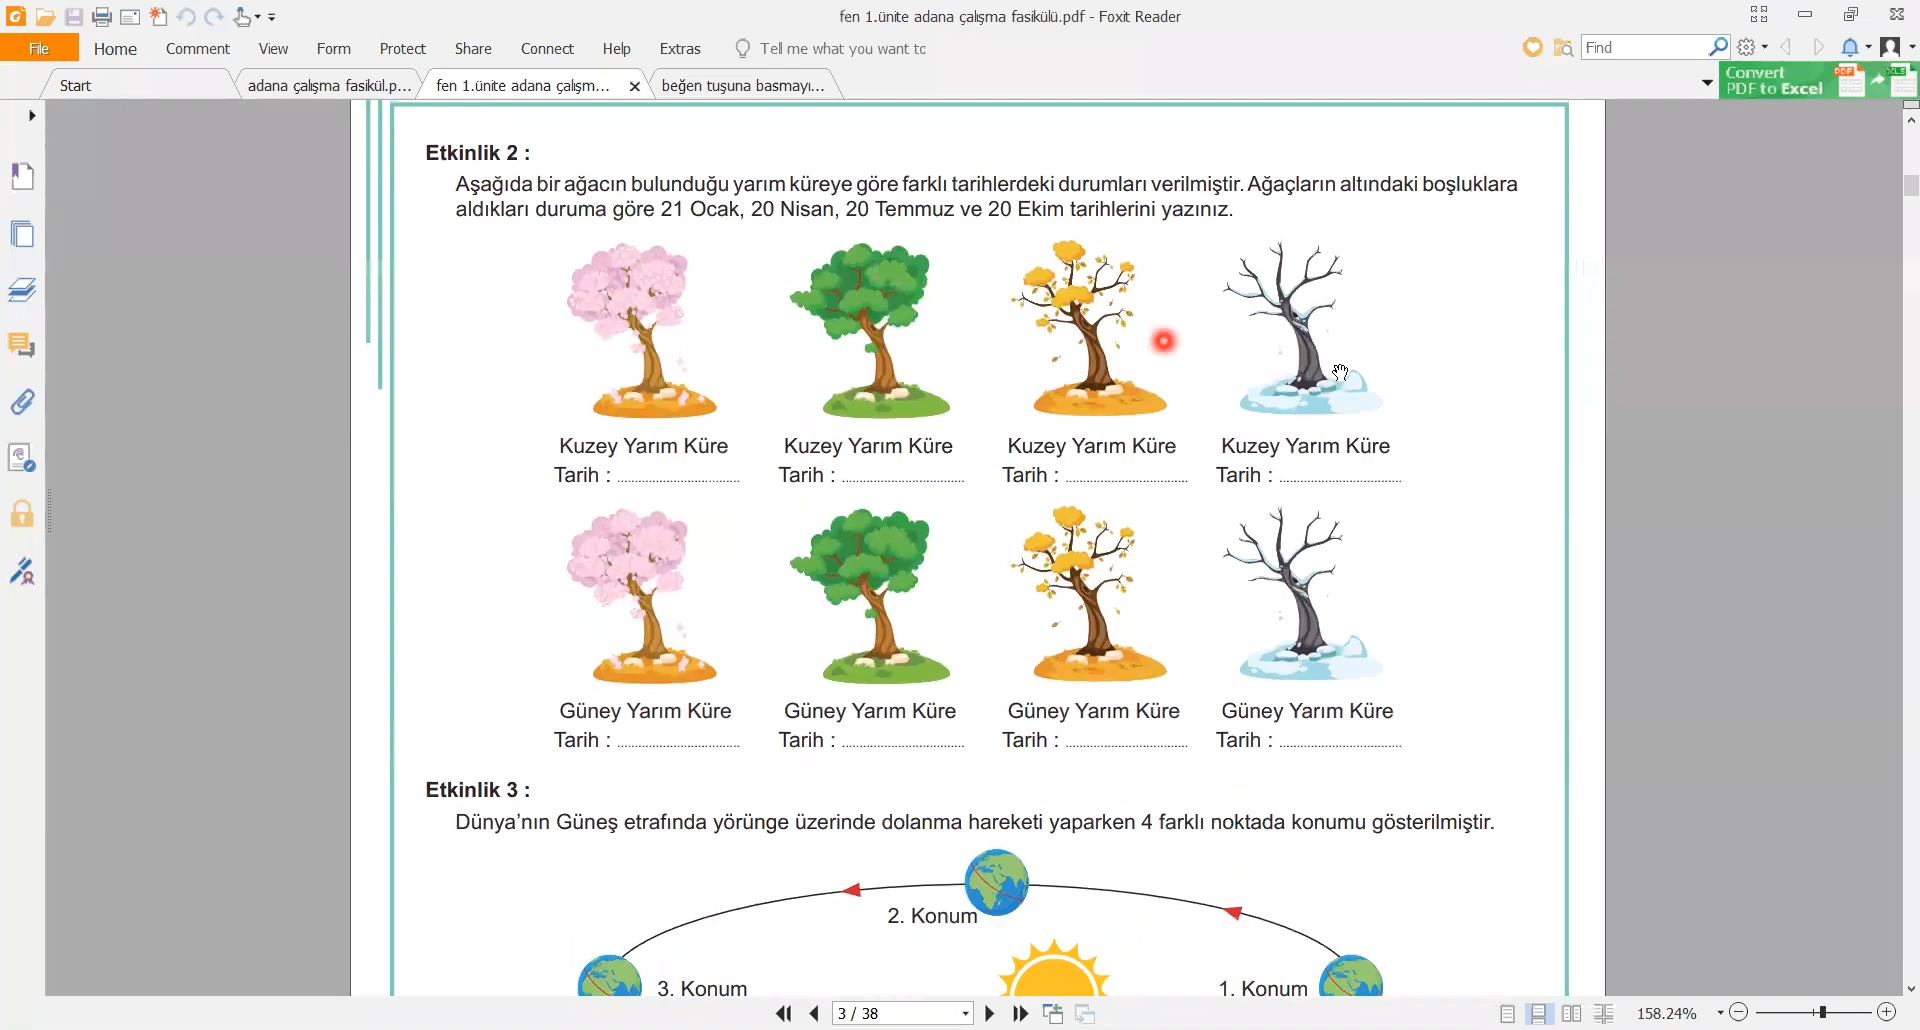 fen 1.ünite adana çalışma fasikülü.pdf - Foxit Reader
File Home Comment View Form Protect Share Connect Help Extras Tell me what you want to Find
Start adana çalışma fasikül.p... fen 1.ünite adana çalışm... beğen tuşuna basmayı...
Convert
PDF to Excel
PDF XLS
Etkinlik 2 :
Aşağıda bir ağacın bulunduğu yarım küreye göre farklı tarihlerdeki durumları verilmiştir. Ağaçların altındaki boşluklara
aldıkları duruma göre 21 Ocak, 20 Nisan, 20 Temmuz ve 20 Ekim tarihlerini yazınız.
Kuzey Yarım Küre Kuzey Yarım Küre Kuzey Yarım Küre Kuzey Yarım Küre
Tarih : .................................... Tarih : .................................... Tarih : .................................... Tarih : ....................................
Güney Yarım Küre Güney Yarım Küre Güney Yarım Küre Güney Yarım Küre
Tarih : .................................... Tarih : .................................... Tarih : .................................... Tarih : ....................................
Etkinlik 3 :
Dünya’nın Güneş etrafında yörünge üzerinde dolanma hareketi yaparken 4 farklı noktada konumu gösterilmiştir.
2. Konum
3. Konum 1. Konum
3 / 38 158.24%